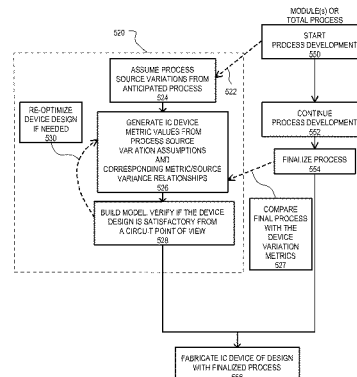 MODULE(s) OR
TOTAL PROCESS
520
START
PROCESS DEVELOPMENT
550
ASSUME PROCESS
SOURCE VARIATIONS FROM
ANTICIPATED PROCESS
524
522
RE-OPTIMIZE
DEVICE DESIGN
IF NEEDED
530
GENERATE IC DEVICE
METRIC VALUES FROM
PROCESS SOURCE
VARIATION ASSUMPTIONS
AND
CORRESPONDING METRIC/SOURCE
VARIANCE RELATIONSHIPS
526
CONTINUE
PROCESS DEVELOPMENT
552
FINALIZE PROCESS
554
BUILD MODEL, VERIFY IF THE DEVICE
DESIGN IS SATISFACTORY FROM
A CIRCUIT POINT OF VIEW
528
COMPARE
FINAL PROCESS
WITH THE
DEVICE
VARIATION
METRICS
527
FABRICATE IC DEVICE OF DESIGN
WITH FINALIZED PROCESS